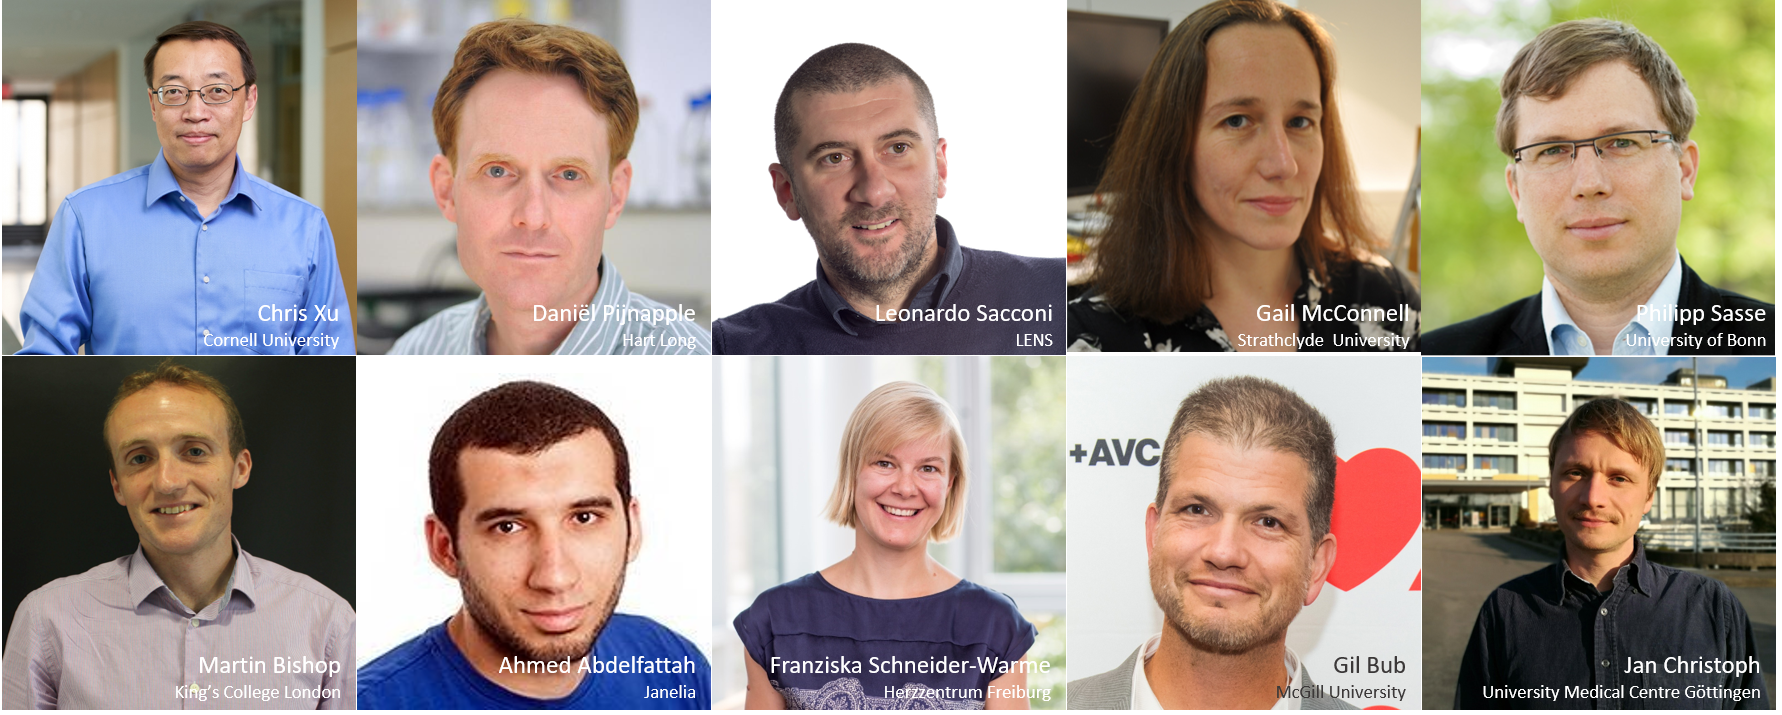 Chris Xu
Cornell University
Daniël Pijnapple
Hart Long
Leonardo Sacconi
LENS
Gail McConnell
Strathclyde University
Philipp Sasse
University of Bonn
Martin Bishop
King's College London
Ahmed Abdelfattah
Janelia
Franziska Schneider-Warme
Herzzentrum Freiburg
+AVC
Gil Bub
McGill University
Jan Christoph
University Medical Centre Göttingen